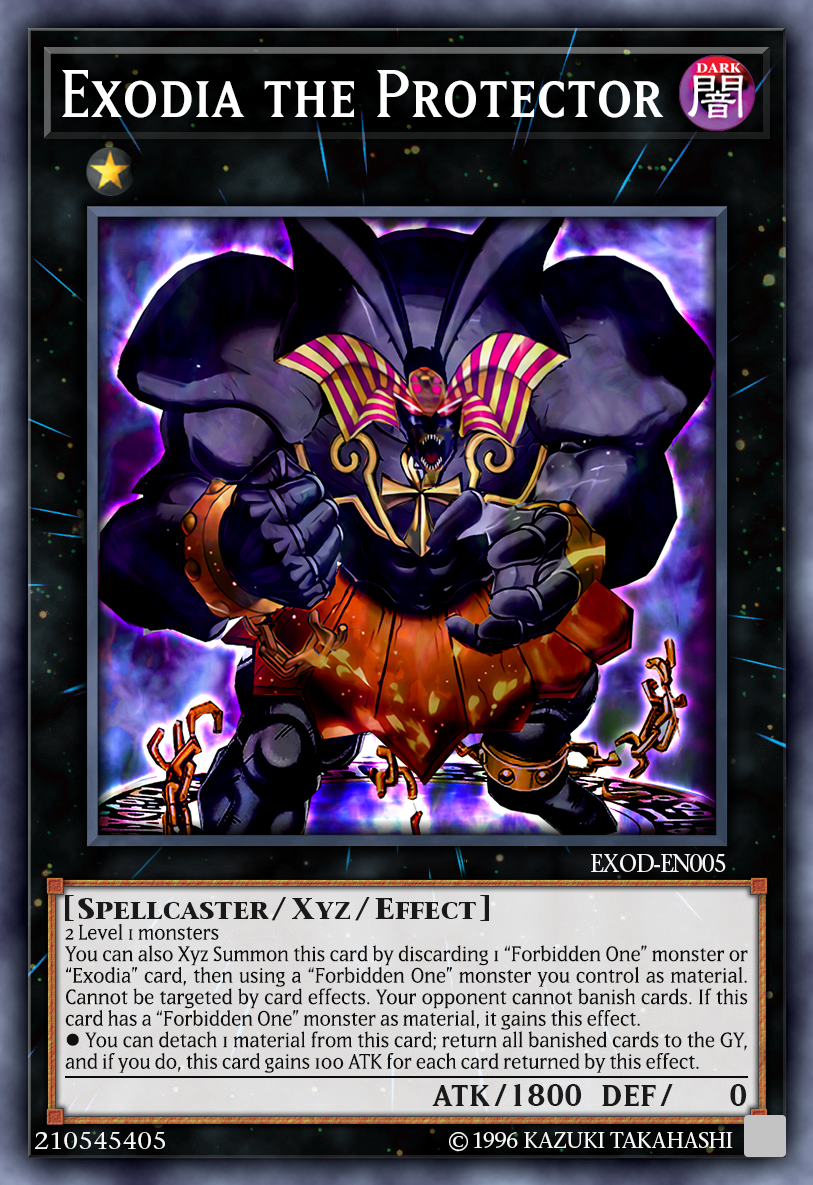 Exodia the Protector
DARK
闇
EXOD-EN005
[Spellcaster/Xyz/Effect]
2 Level 1 monsters
You can also Xyz Summon this card by discarding 1 “Forbidden One” monster or
“Exodia” card, then using a “Forbidden One” monster you control as material.
Cannot be targeted by card effects. Your opponent cannot banish cards. If this
card has a “Forbidden One” monster as material, it gains this effect.
● You can detach 1 material from this card; return all banished cards to the GY,
and if you do, this card gains 100 ATK for each card returned by this effect.
ATK/1800 DEF/ 0
210545405
© 1996 KAZUKI TAKAHASHI